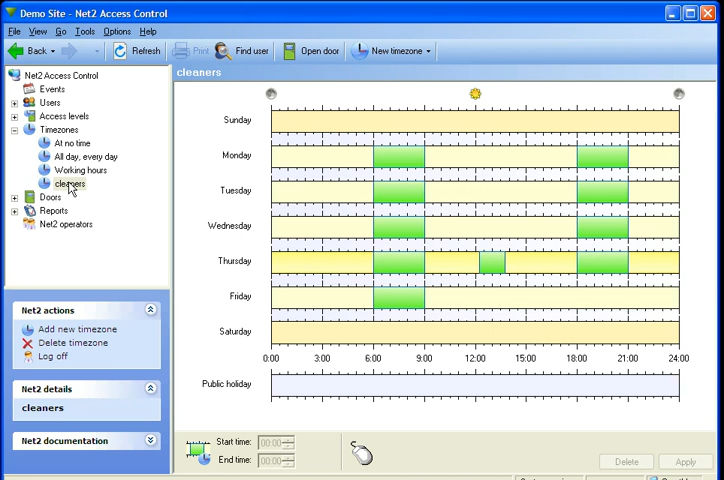 Demo Site - Net2 Access Control
File View Go Tools Options Help
Back Refresh Print Find user Open door New timezone
Net2 Access Control
Events
Users
Access levels
Timezones
At no time
All day, every day
Working hours
cleaners
Doors
Reports
Net2 operators
Net2 actions
Add new timezone
Delete timezone
Log off
Net2 details
cleaners
Net2 documentation
cleaners
Sunday
Monday
Tuesday
Wednesday
Thursday
Friday
Saturday
0:00 3:00 6:00 9:00 12:00 15:00 18:00 21:00 24:00
Public holiday
Start time: 00:00
End time: 00:00
Delete Apply